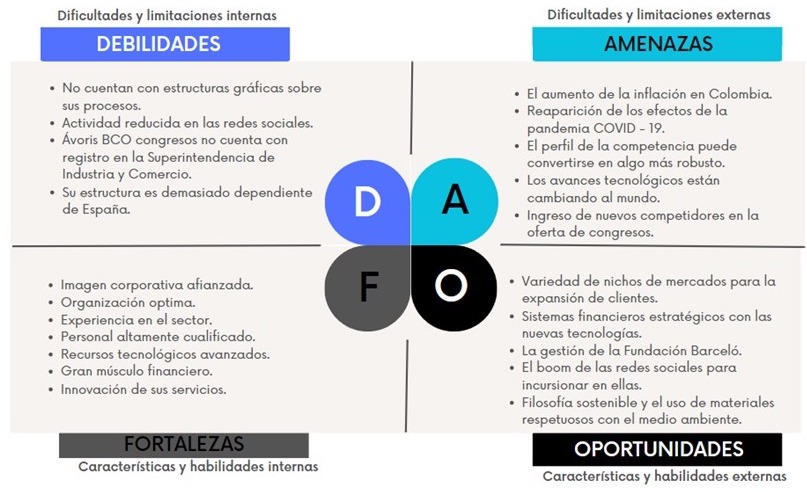 Dificultades y limitaciones internas
DEBILIDADES
• No cuentan con estructuras gráficas sobre
sus procesos.
• Actividad reducida en las redes sociales.
• Ávoris BCO congresos no cuenta con
registro en la Superintendencia de
Industria y Comercio.
• Su estructura es demasiado dependiente
de España.
Dificultades y limitaciones externas
AMENAZAS
• El aumento de la inflación en Colombia.
• Reaparición de los efectos de la
pandemia COVID - 19.
• El perfil de la competencia puede
convertirse en algo más robusto.
• Los avances tecnológicos están
cambiando al mundo.
• Ingreso de nuevos competidores en la
oferta de congresos.
D
A
F
O
• Imagen corporativa afianzada.
• Organización optima.
• Experiencia en el sector.
• Personal altamente cualificado.
• Recursos tecnológicos avanzados.
• Gran músculo financiero.
• Innovación de sus servicios.
FORTALEZAS
Características y habilidades internas
• Variedad de nichos de mercados para la
expansión de clientes.
• Sistemas financieros estratégicos con las
nuevas tecnologías.
• La gestión de la Fundación Barceló.
• El boom de las redes sociales para
incursionar en ellas.
• Filosofía sostenible y el uso de materiales
respetuosos con el medio ambiente.
OPORTUNIDADES
Características y habilidades externas